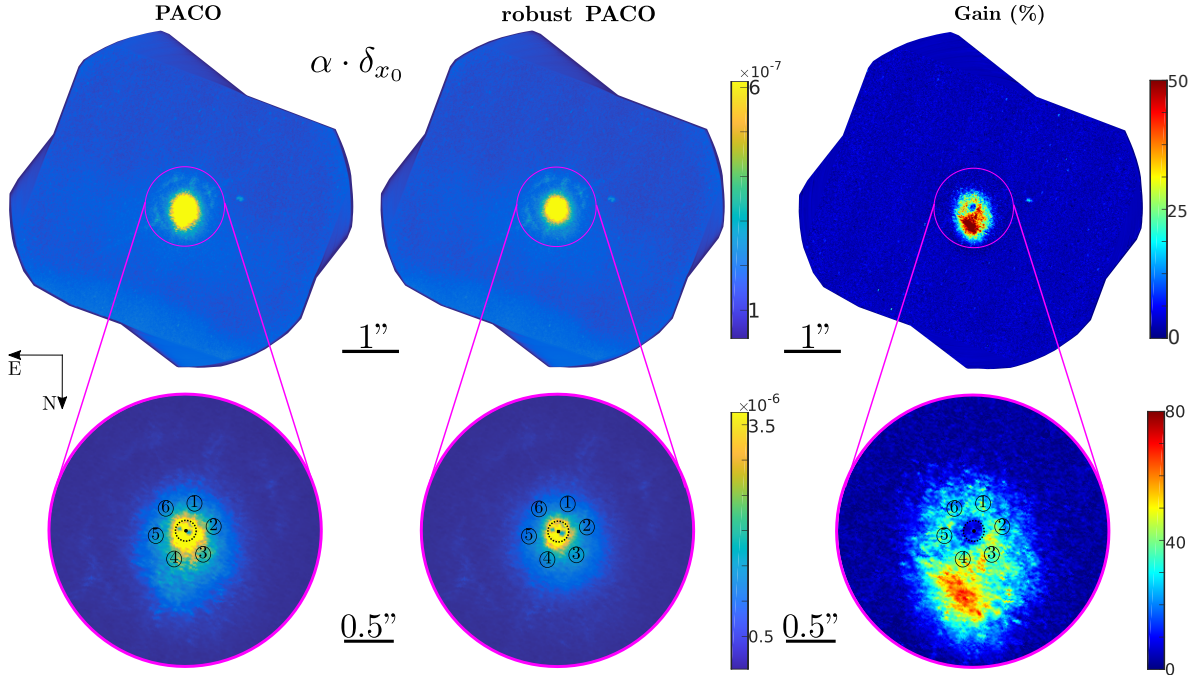 PACO
robust PACO
Gain (%)
α · δx₀
×10⁻⁷
6
1
50
25
0
1”
1”
E
N
×10⁻⁶
3.5
0.5
80
40
0
① ② ③ ④ ⑤ ⑥
① ② ③ ④ ⑤ ⑥
① ② ③ ④ ⑤ ⑥
0.5”
0.5”